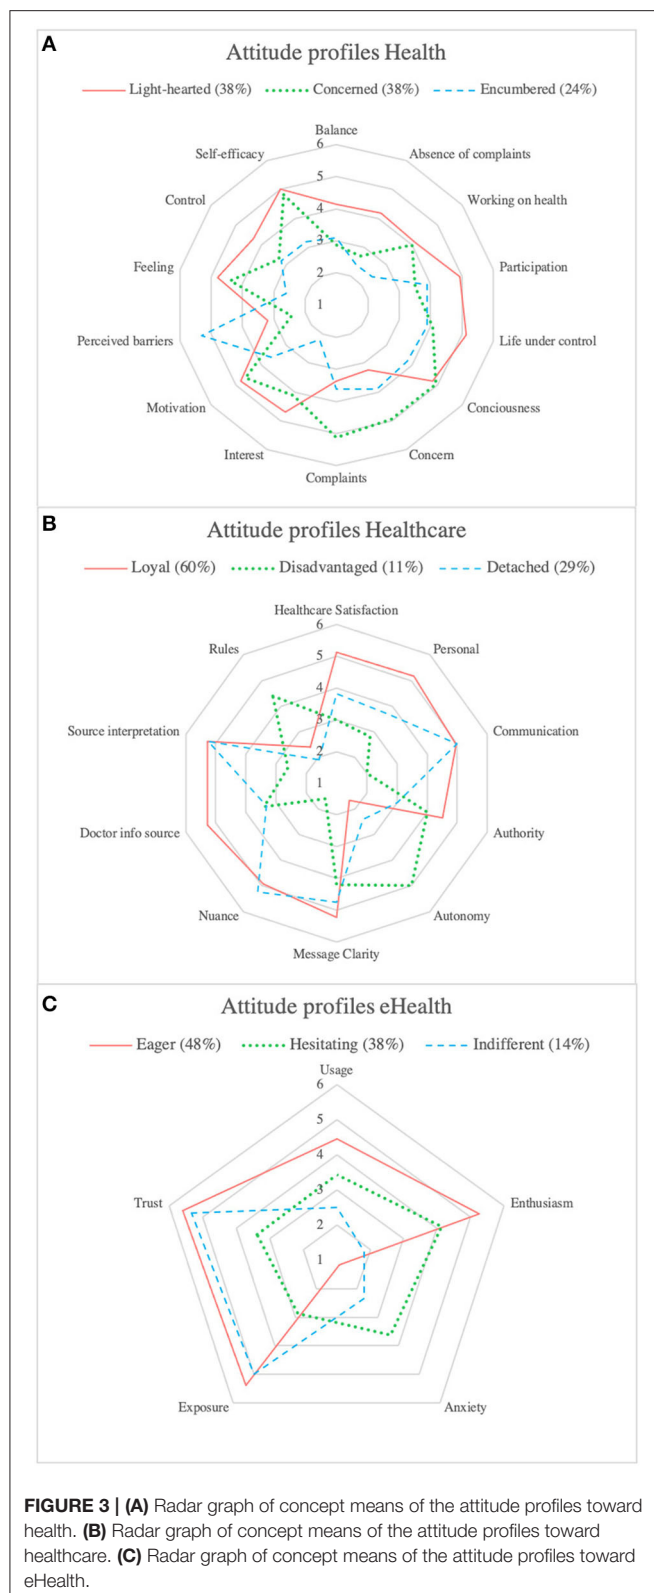 A
Attitude profiles Health
Light-hearted (38%) Concerned (38%) Encumbered (24%)
Balance
6
Self-efficacy
Absence of complaints
5
Control
Working on health
4
3
Feeling
Participation
2
1
Perceived barriers
Life under control
Motivation
Conciousness
Interest
Concern
Complaints
B
Attitude profiles Healthcare
Loyal (60%) Disadvantaged (11%) Detached (29%)
Healthcare Satisfaction
6
Rules
Personal
5
4
Source interpretation
Communication
3
2
1
Doctor info source
Authority
Nuance
Autonomy
Message Clarity
C
Attitude profiles eHealth
Eager (48%) Hesitating (38%) Indifferent (14%)
Usage
6
5
4
Trust
Enthusiasm
3
2
1
Exposure
Anxiety
FIGURE 3 | (A) Radar graph of concept means of the attitude profiles toward
health. (B) Radar graph of concept means of the attitude profiles toward
healthcare. (C) Radar graph of concept means of the attitude profiles toward
eHealth.